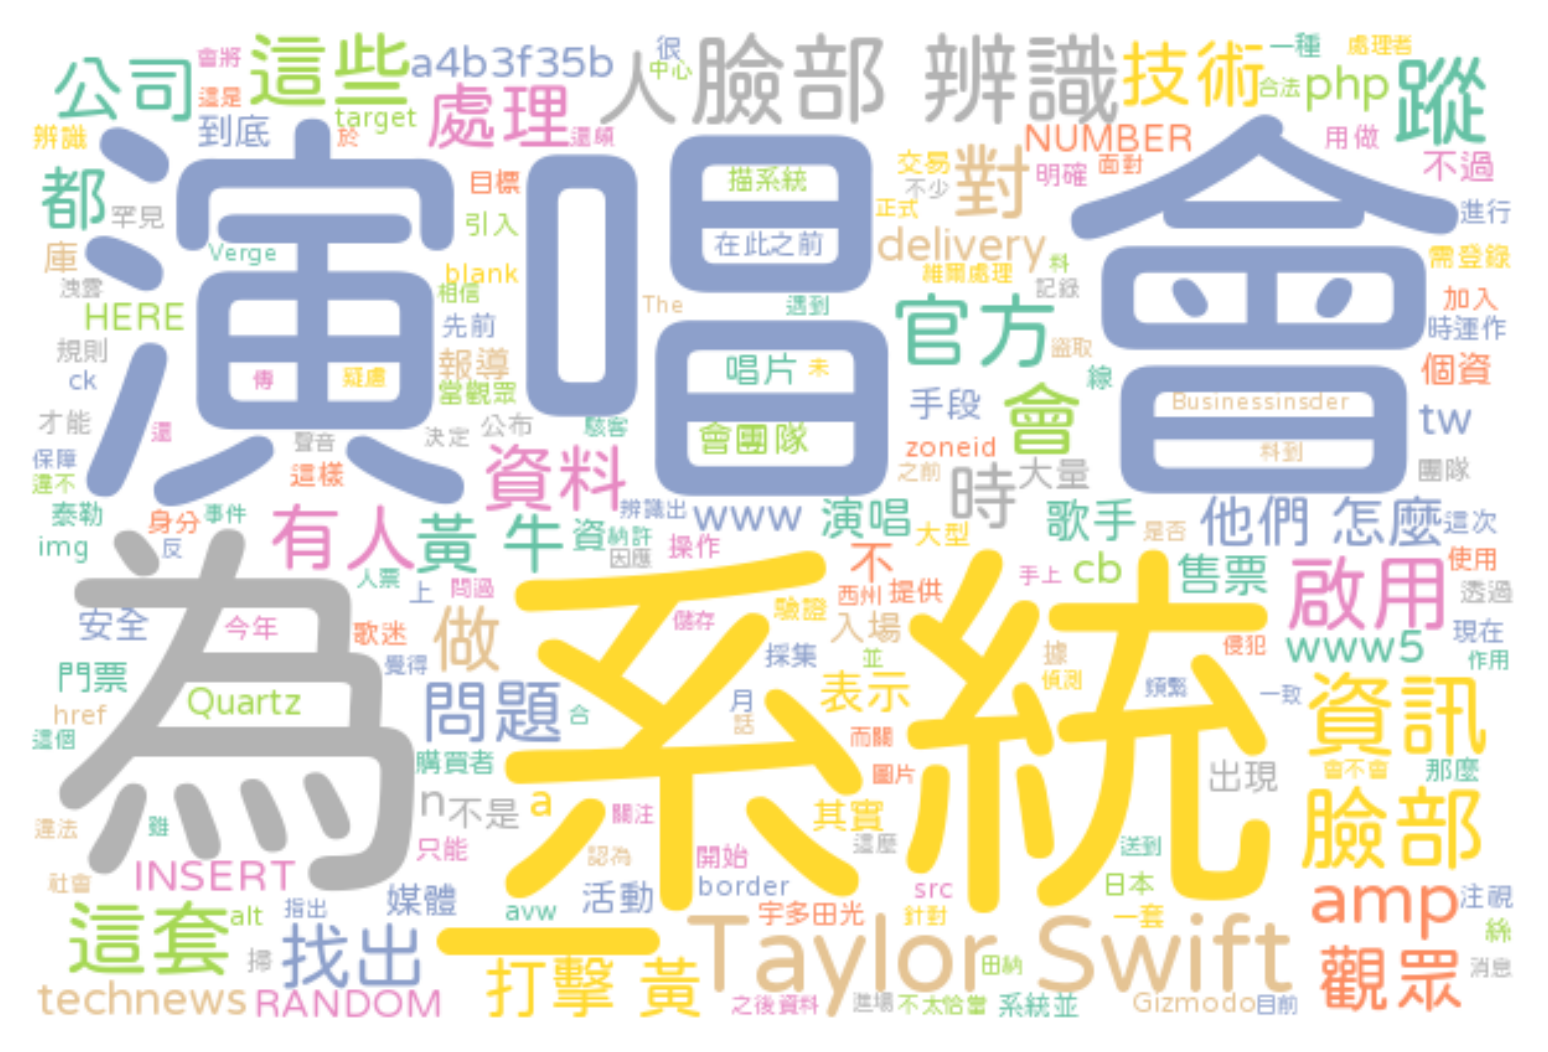 公司 會將 這些 a4b3f35b 很 中心 人 臉部 辨識 技術 一種 處理者 合法 php 蹤
辨識 這是 到底 target 於 處理 還頗 NUMBER 用做 不過
演唱會
都 罕見 目標 引入 描系統 在此之前 交易 不少 正式 對 明確 面對 進行
庫 洩露 Verge blank 相信 The 遇到 delivery 維爾處理 料 記錄 需登錄
HERE 規則 ck 先前 報導 當觀眾 傳 疑慮 唱片 未 官方 盜取 線 加入 時運作 個資
才能 還 聲音 決定 公布 駭客 會團隊 手段 會 Businessinsder tw
保障 違不 這樣 資料 zoneid 之前 時 大量 料到 團隊
泰勒 身分 事件 反 有人 黃 牛 資 納許 因應 辨識出 www 操作 演唱 大型 歌手 是否 他們 怎麼 這次
img 人票 上 問過 不 西州 提供 手上 cb 售票 啟用 使用 透過
為 系統
安全 今年 歌迷 覺得 做 儲存 驗證 採集 入場 並 據 偵測 侵犯 www5 現在 作用
門票 href 這個 Quartz 問題 合 月 話 表示 而關 頻繁 一致 資訊
購買者 n 不是 a 關注 圖片 其實 這麼 出現 會不會 那麼
違法 雖 只能 認為 開始 送到 臉部
社會 INSERT 媒體 活動 border src 日本 amp 注視
這套 alt 指出 掃 找出 avw 宇多田光 針對 一套 觀眾 絲 消息
一 Taylor Swift 田納
technews RANDOM 打擊 黃 之後 資料 進場 不太恰當 系統並 Gizmodo 目前